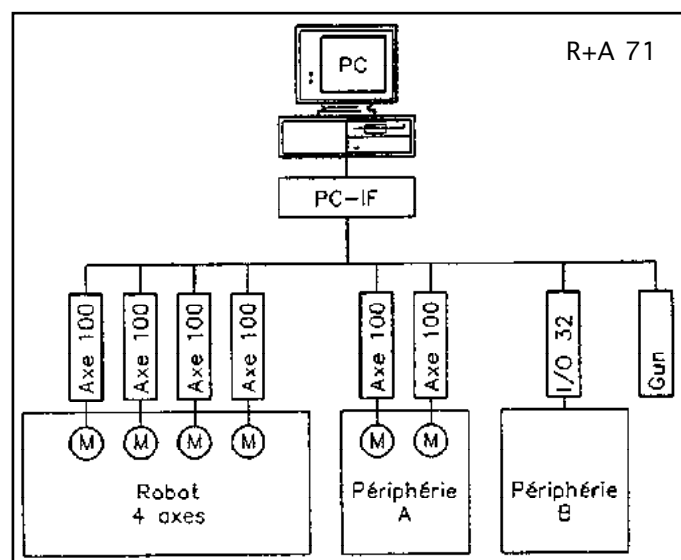 R+A 71
PC
PC-IF
Axe 100
Axe 100
Axe 100
Axe 100
Axe 100
Axe 100
I/O 32
Gun
M
M
M
M
M
M
Robot
4 axes
Périphérie
A
Périphérie
B